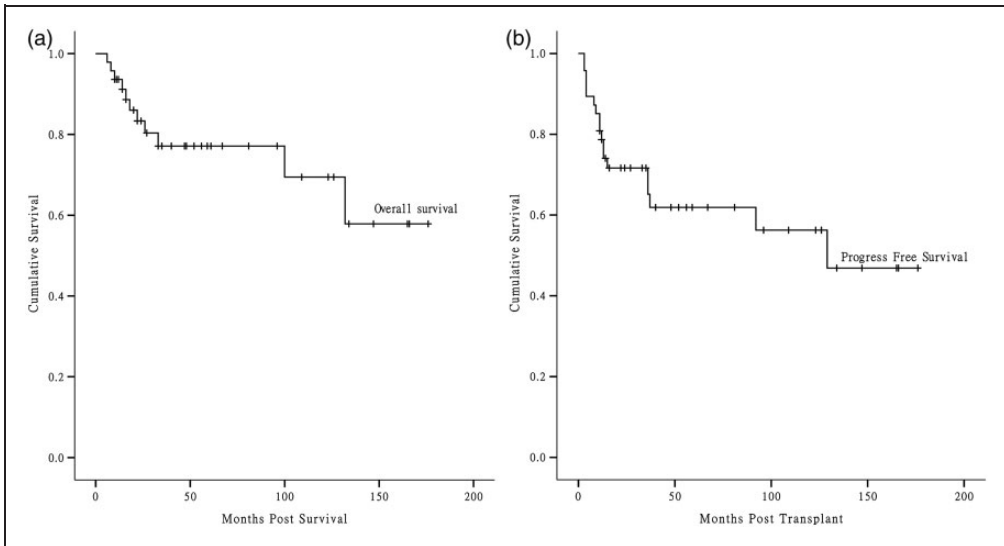 (a)
1.0
0.8
0.6
0.4
0.2
0.0
Cumulative Survival
Overall survival
0 50 100 150 200
Months Post Survival
(b)
1.0
0.8
0.6
0.4
0.2
0.0
Cumulative Survival
Progress Free Survival
0 50 100 150 200
Months Post Transplant